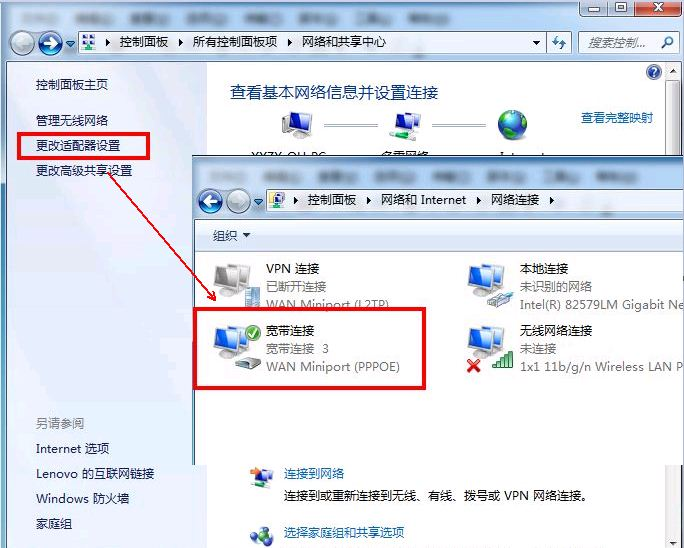 控制面板 ▸ 所有控制面板项 ▸ 网络和共享中心
搜索控制...
控制面板主页
管理无线网络
更改适配器设置
更改高级共享设置
查看基本网络信息并设置连接
查看完整映射
Internet
控制面板 ▸ 网络和 Internet ▸ 网络连接 ▸
组织
VPN 连接
已断开连接
WAN Miniport (L2TP)
本地连接
未识别的网络
Intel(R) 82579LM Gigabit Ne
宽带连接
宽带连接 3
WAN Miniport (PPPOE)
无线网络连接
未连接
1x1 11b/g/n Wireless LAN P
另请参阅
Internet 选项
Lenovo 的互联网链接
Windows 防火墙
家庭组
连接到网络
连接到或重新连接到无线、有线、拨号或 VPN 网络连接。
选择家庭组和共享选项